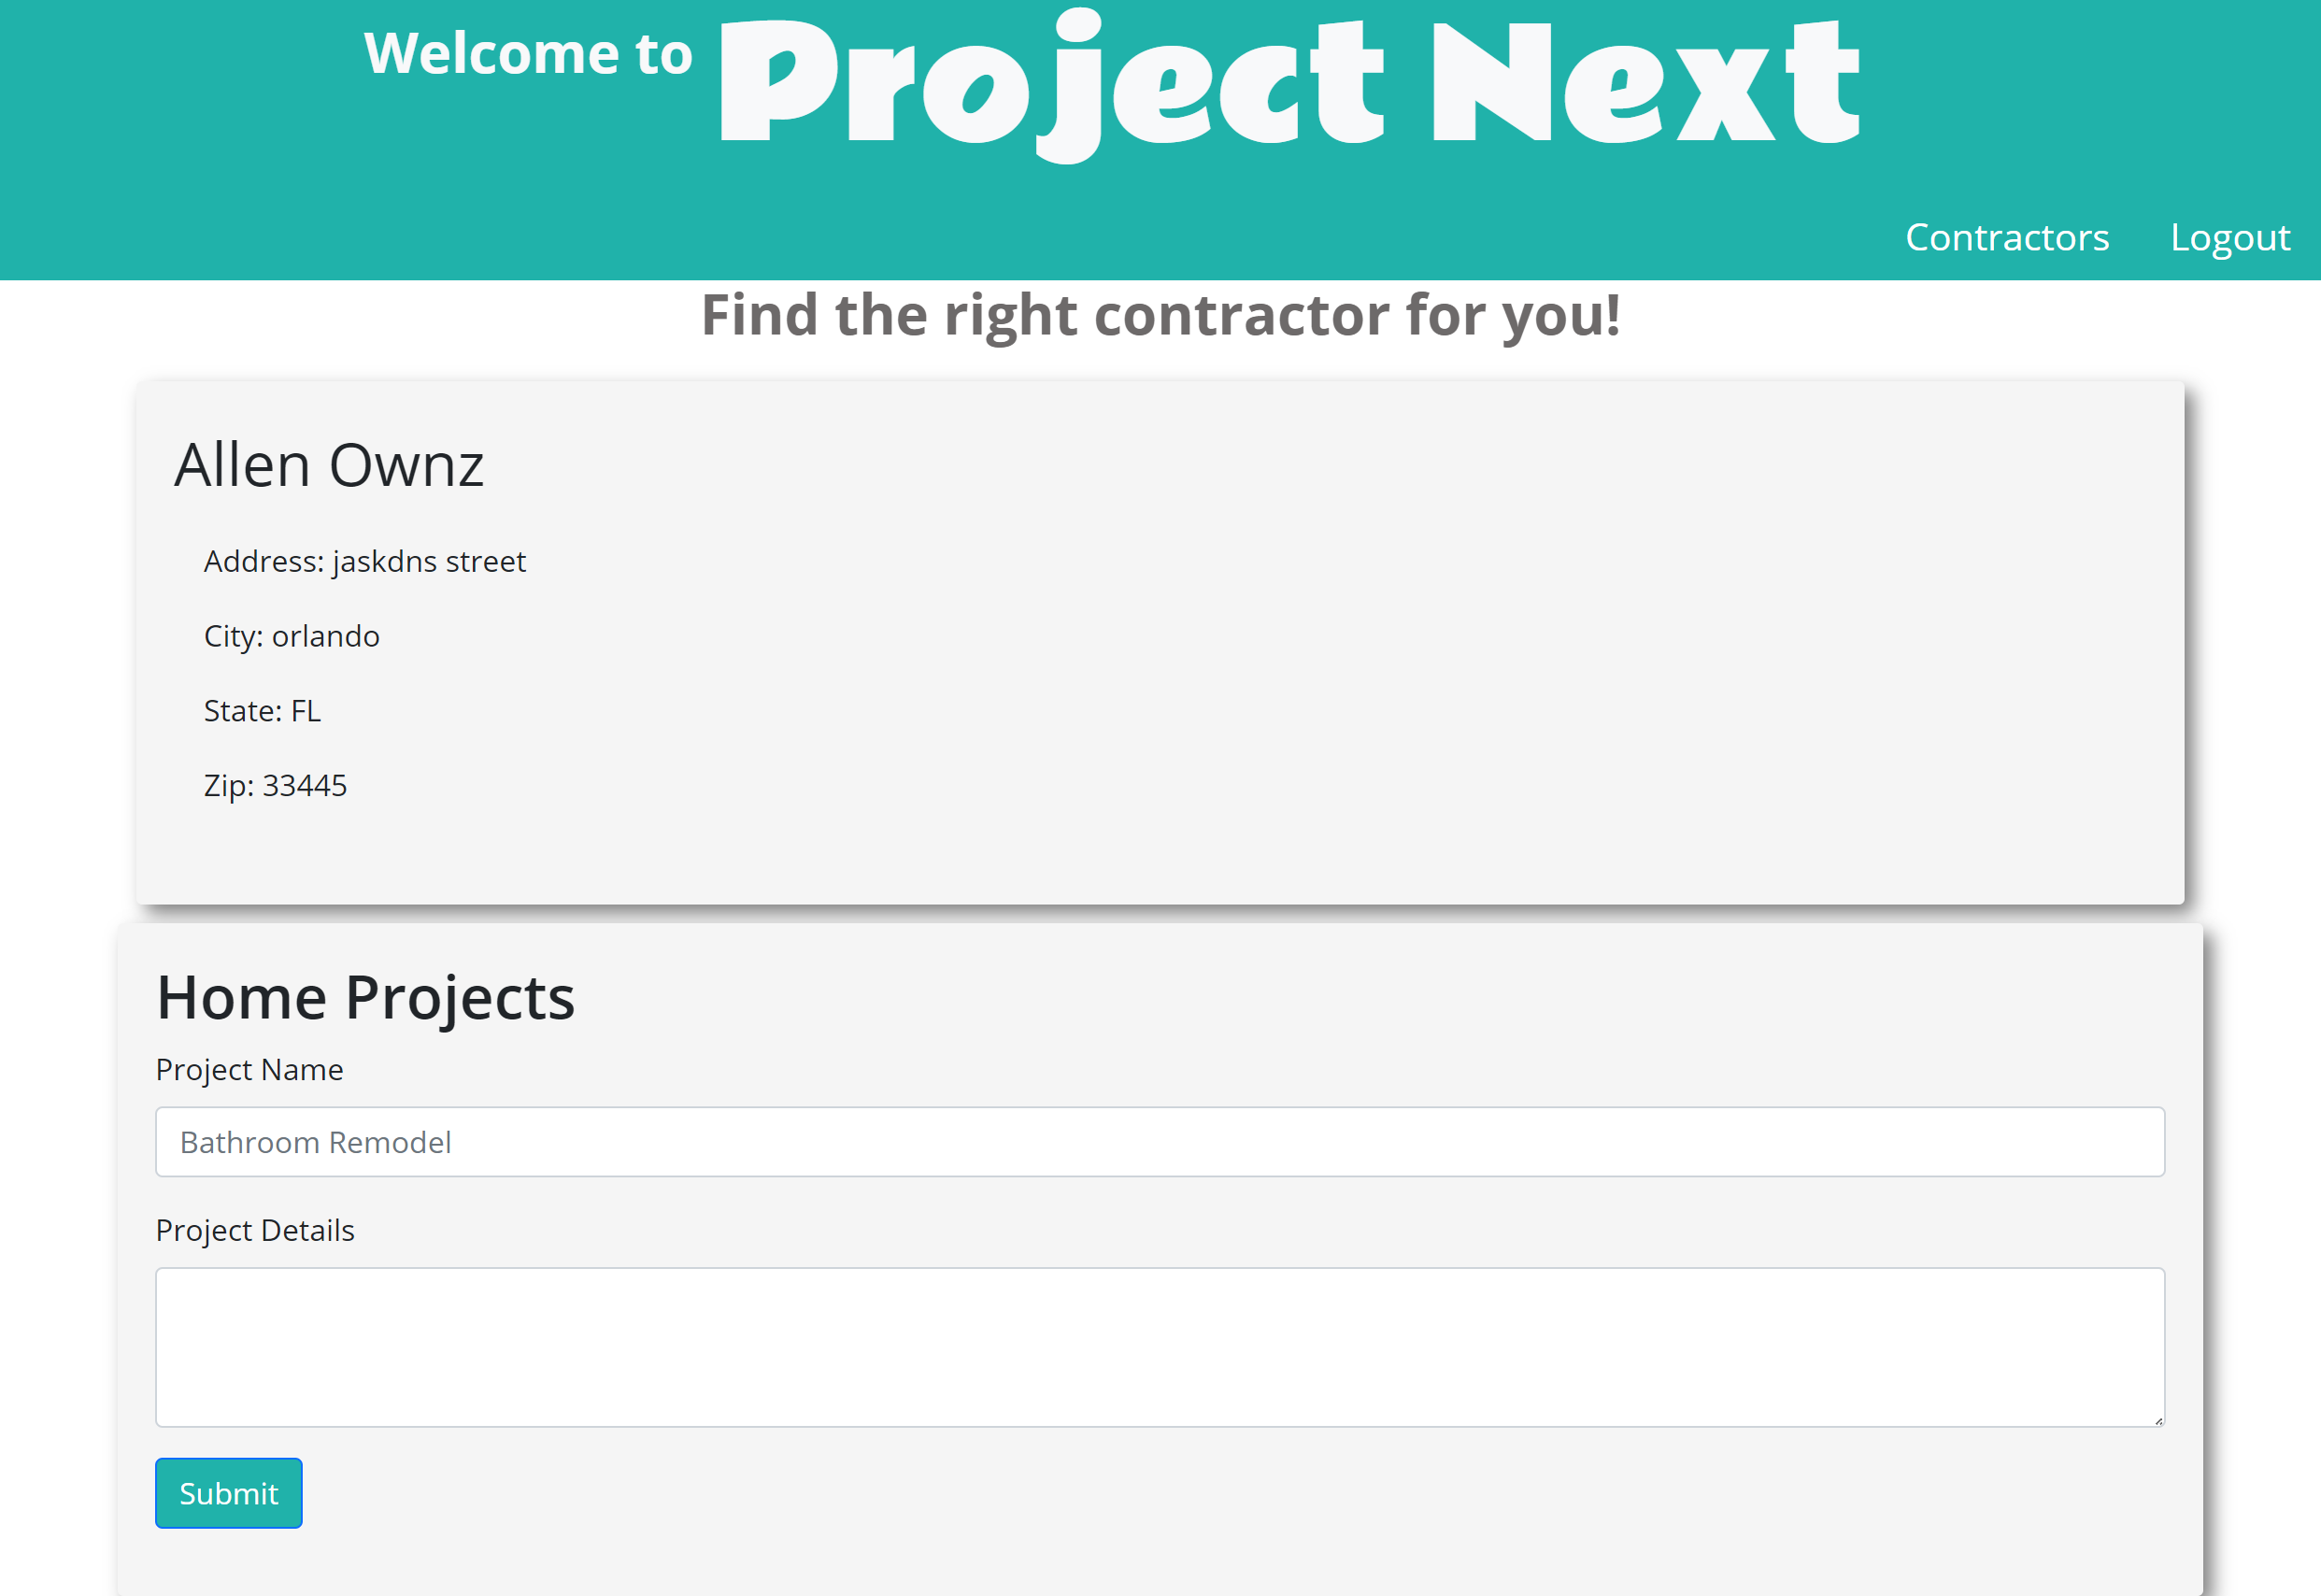 Welcome to Project Next
Contractors Logout
Find the right contractor for you!
Allen Ownz
Address: jaskdns street
City: orlando
State: FL
Zip: 33445
Home Projects
Project Name
Bathroom Remodel
Project Details
Submit